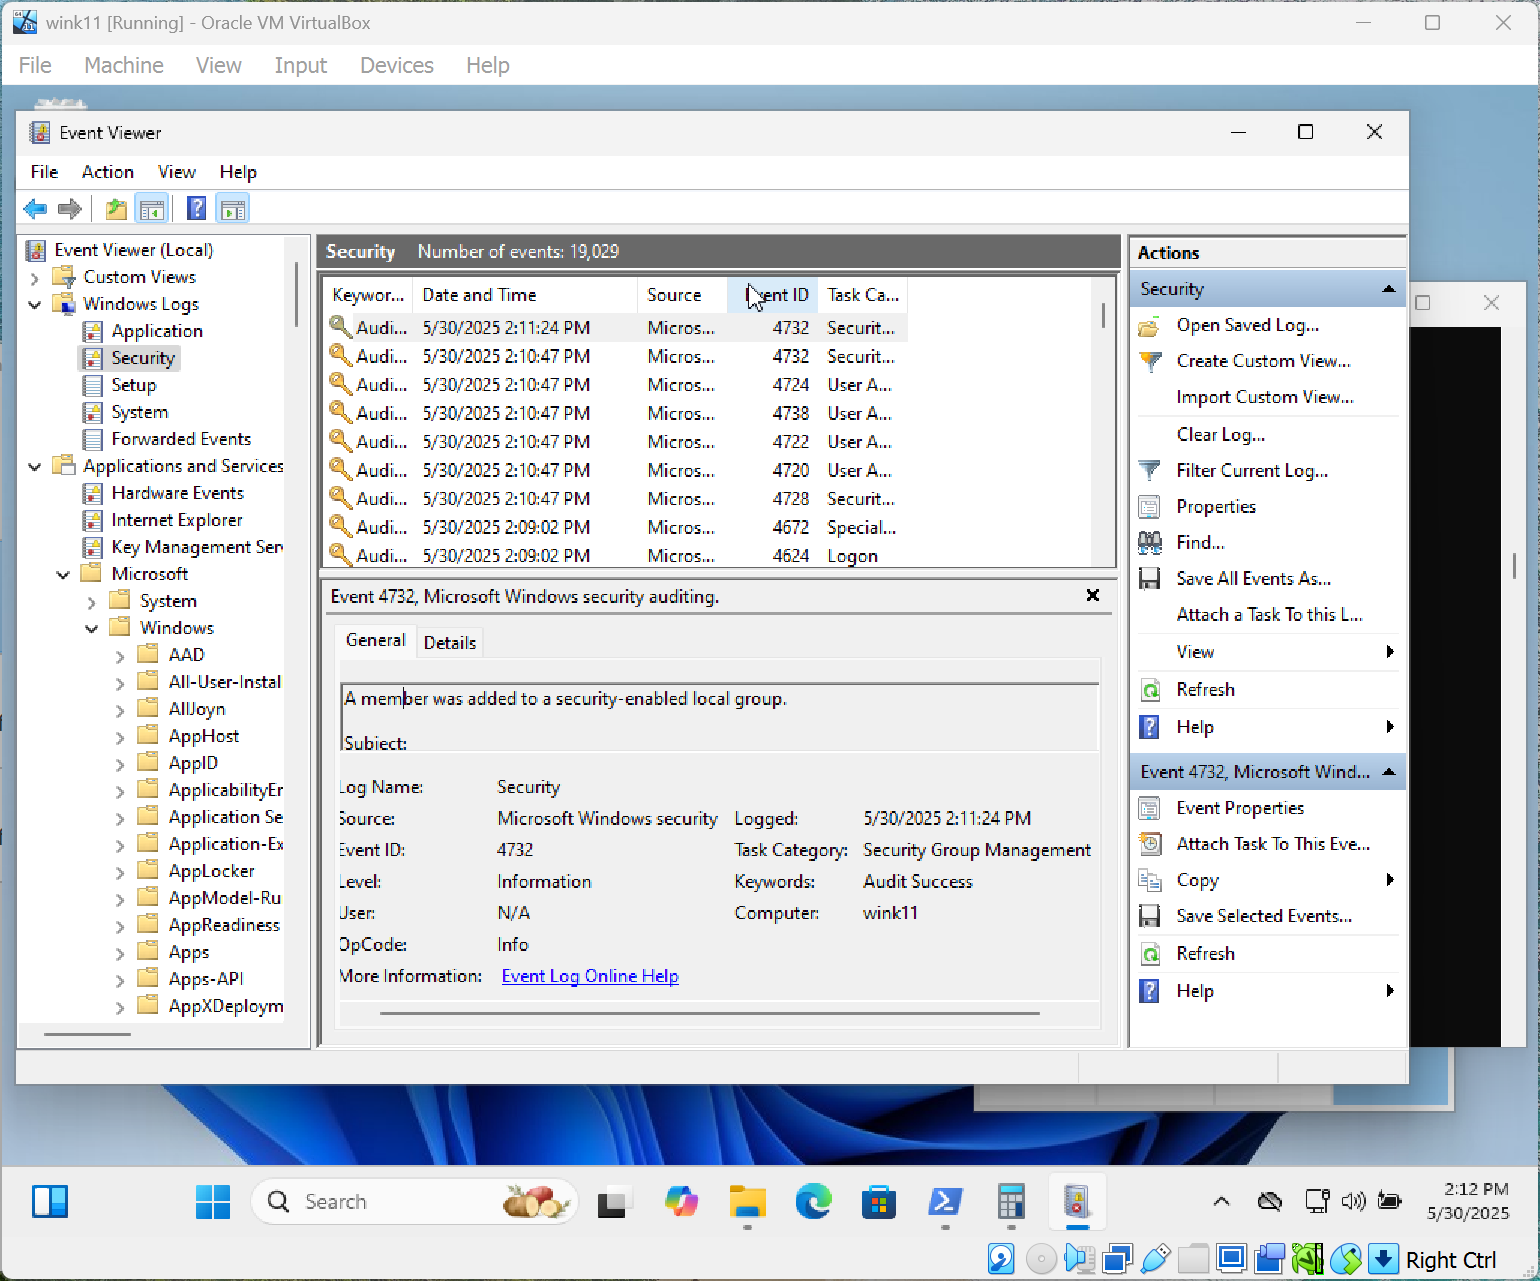 wink11 [Running] - Oracle VM VirtualBox
File Machine View Input Devices Help
Event Viewer
File Action View Help
Event Viewer (Local)
Custom Views
Windows Logs
Application
Security
Setup
System
Forwarded Events
Applications and Services
Hardware Events
Internet Explorer
Key Management Ser
Microsoft
System
Windows
AAD
All-User-Instal
AllJoyn
AppHost
AppID
ApplicabilityEr
Application Se
Application-Ex
AppLocker
AppModel-Ru
AppReadiness
Apps
Apps-API
AppXDeploym
Security Number of events: 19,029
Keywor... Date and Time Source ent ID Task Ca...
Audi... 5/30/2025 2:11:24 PM Micros... 4732 Securit...
Audi... 5/30/2025 2:10:47 PM Micros... 4732 Securit...
Audi... 5/30/2025 2:10:47 PM Micros... 4724 User A...
Audi... 5/30/2025 2:10:47 PM Micros... 4738 User A...
Audi... 5/30/2025 2:10:47 PM Micros... 4722 User A...
Audi... 5/30/2025 2:10:47 PM Micros... 4720 User A...
Audi... 5/30/2025 2:10:47 PM Micros... 4728 Securit...
Audi... 5/30/2025 2:09:02 PM Micros... 4672 Special...
Audi... 5/30/2025 2:09:02 PM Micros... 4624 Logon
Event 4732, Microsoft Windows security auditing.
General Details
A member was added to a security-enabled local group.
Subject:
Log Name: Security
Source: Microsoft Windows security Logged: 5/30/2025 2:11:24 PM
Event ID: 4732 Task Category: Security Group Management
Level: Information Keywords: Audit Success
User: N/A Computer: wink11
OpCode: Info
More Information: Event Log Online Help
Actions
Security
Open Saved Log...
Create Custom View...
Import Custom View...
Clear Log...
Filter Current Log...
Properties
Find...
Save All Events As...
Attach a Task To this L...
View
Refresh
Help
Event 4732, Microsoft Wind...
Event Properties
Attach Task To This Eve...
Copy
Save Selected Events...
Refresh
Help
Search
2:12 PM
5/30/2025
Right Ctrl